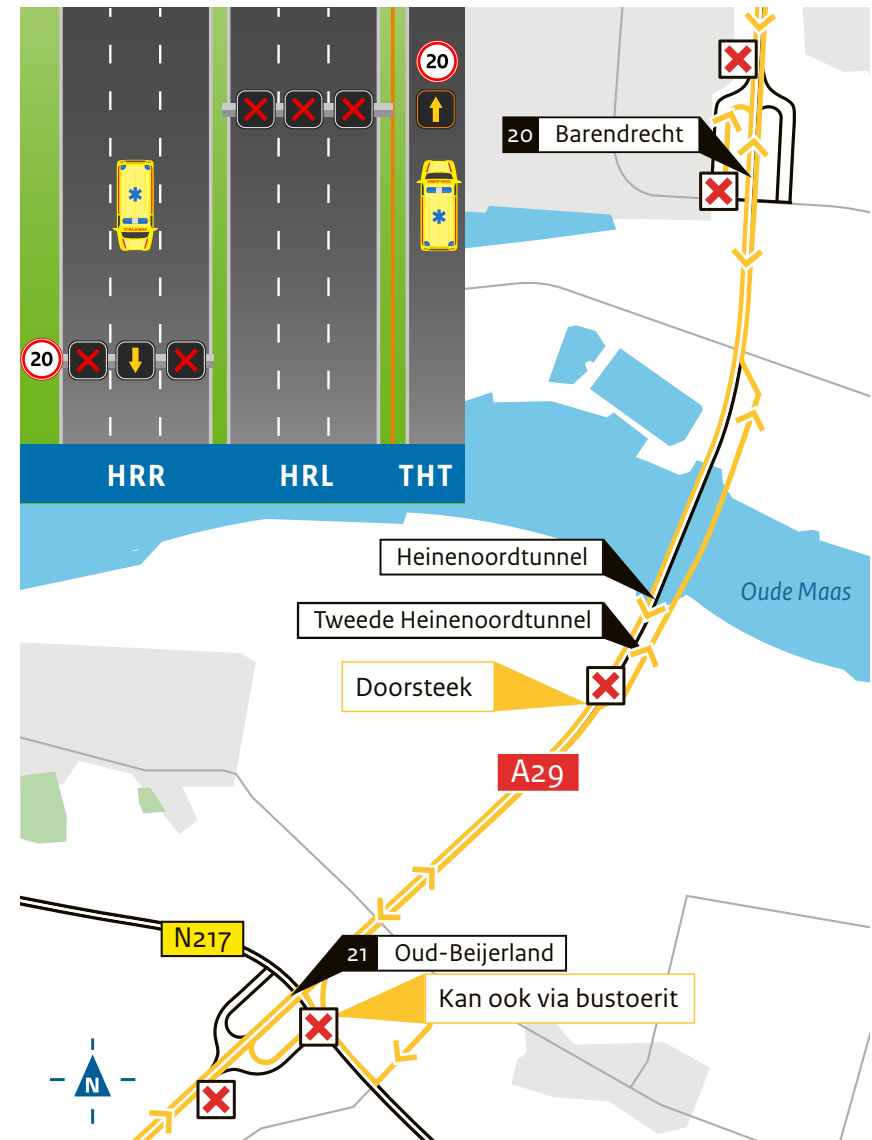 20
20
HRR
HRL
THT
20 Barendrecht
Heinenoordtunnel
Oude Maas
Tweede Heinenoordtunnel
Doorsteek
A29
N217
21 Oud-Beijerland
Kan ook via bustoerit
N